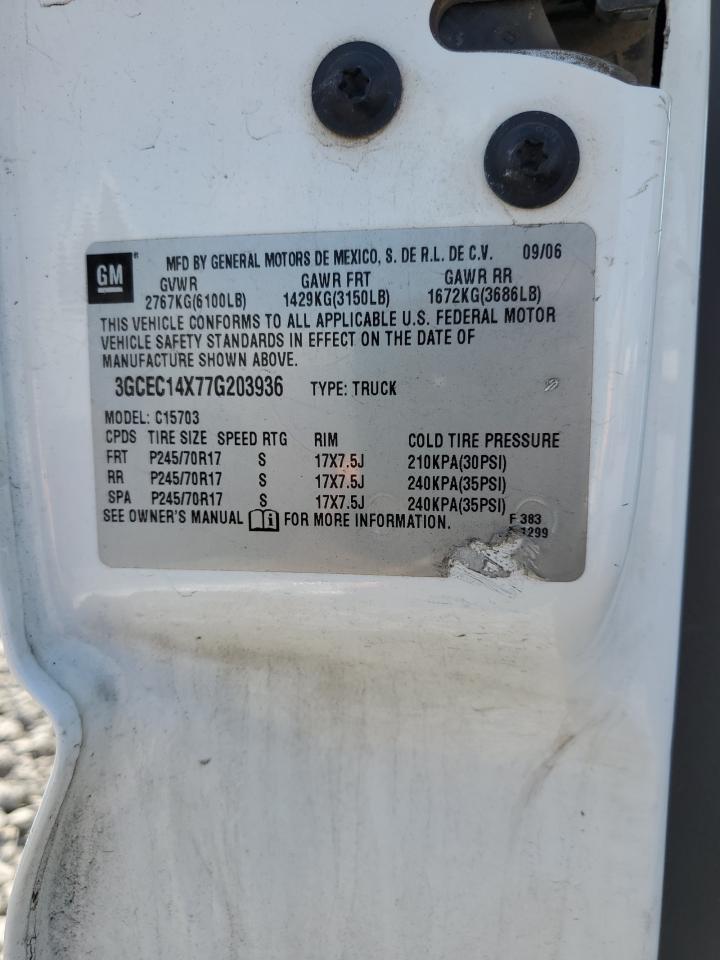 GM® MFD BY GENERAL MOTORS DE MEXICO, S. DE R.L. DE C.V. 09/06
GVWR GAWR FRT GAWR RR
2767KG(6100LB) 1429KG(3150LB) 1672KG(3686LB)
THIS VEHICLE CONFORMS TO ALL APPLICABLE U.S. FEDERAL MOTOR
VEHICLE SAFETY STANDARDS IN EFFECT ON THE DATE OF
MANUFACTURE SHOWN ABOVE.
3GCEC14X77G203936 TYPE: TRUCK
MODEL: C15703
CPDS TIRE SIZE SPEED RTG RIM COLD TIRE PRESSURE
FRT P245/70R17 S 17X7.5J 210KPA(30PSI)
RR P245/70R17 S 17X7.5J 240KPA(35PSI)
SPA P245/70R17 S 17X7.5J 240KPA(35PSI)
SEE OWNER'S MANUAL i FOR MORE INFORMATION.
F 383
1299